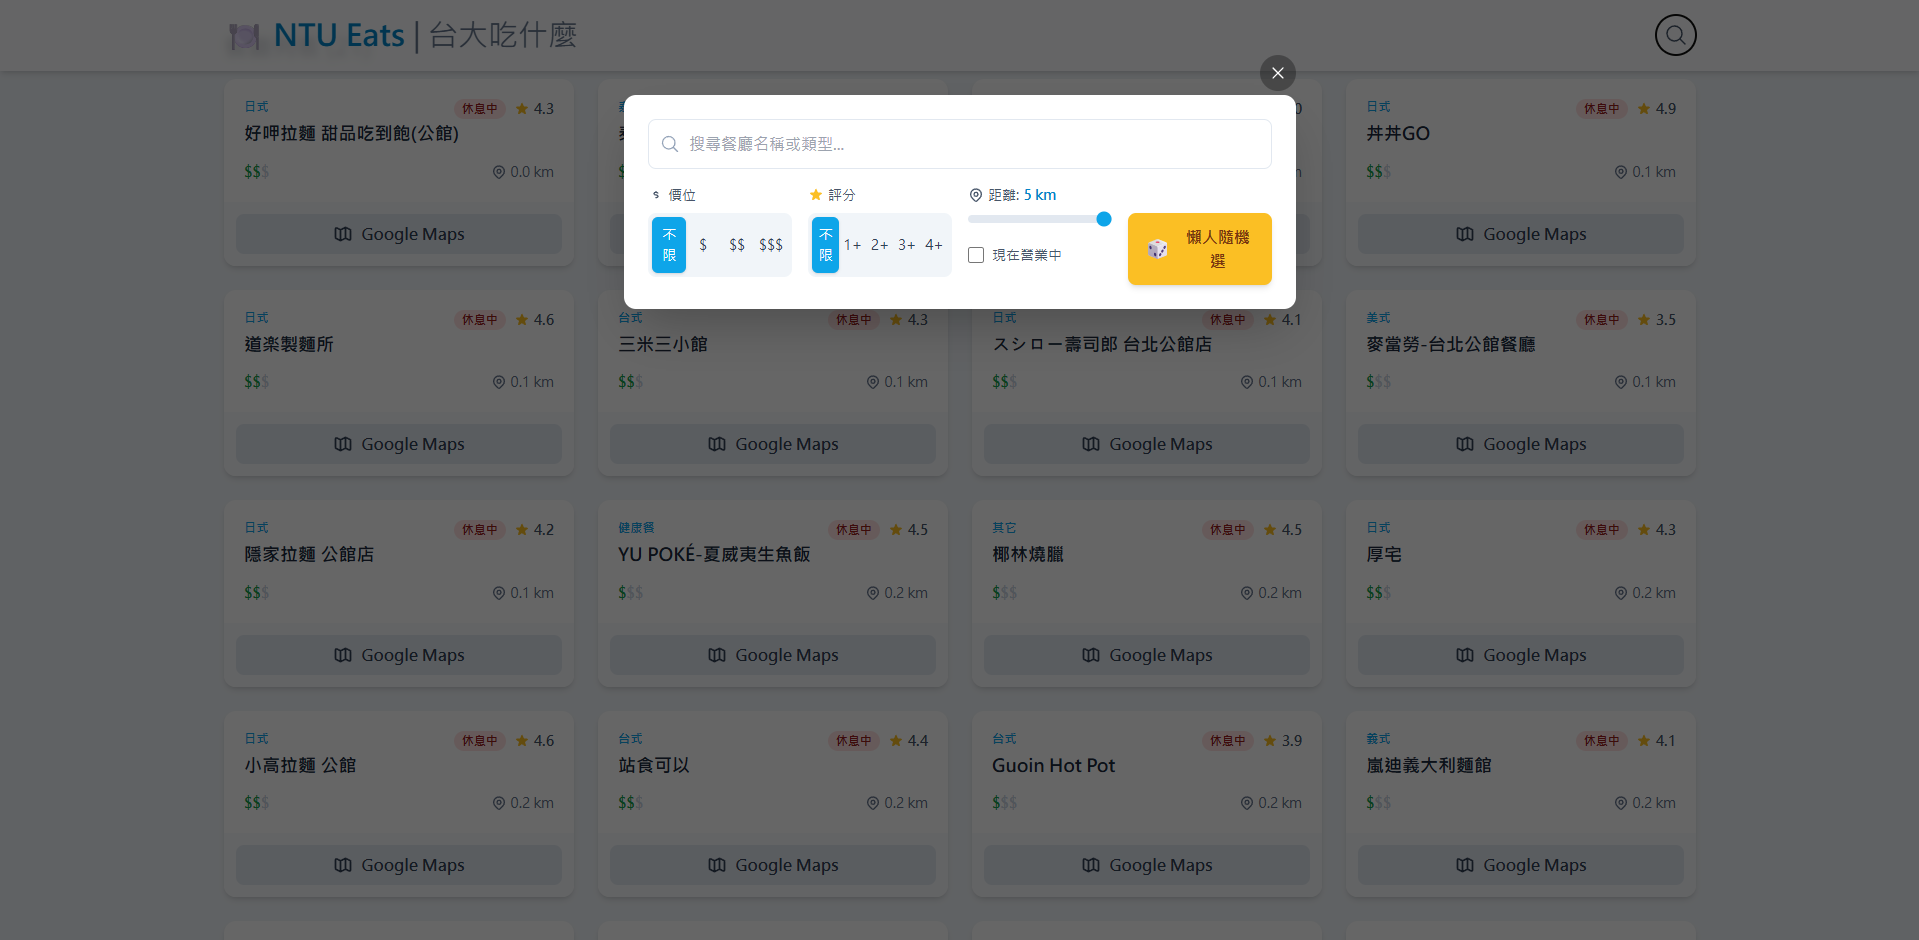 NTU Eats | 台大吃什麼
搜尋餐廳名稱或類型...
$ 價位
不限 $ $$ $$$
評分
不限 1+ 2+ 3+ 4+
距離: 5 km
現在營業中
懶人隨機選
日式 休息中 4.3
好呷拉麵 甜品吃到飽(公館)
$$$ 0.0 km
Google Maps
日式 休息中 4.9
丼丼GO
$$$ 0.1 km
Google Maps
Google Maps
日式 休息中 4.6
道楽製麵所
$$$ 0.1 km
Google Maps
台式 休息中 4.3
三米三小館
$$$ 0.1 km
Google Maps
日式 休息中 4.1
スシロー壽司郎 台北公館店
$$$ 0.1 km
Google Maps
美式 休息中 3.5
麥當勞-台北公館餐廳
$$$ 0.1 km
Google Maps
日式 休息中 4.2
隱家拉麵 公館店
$$$ 0.1 km
Google Maps
健康餐 休息中 4.5
YU POKÉ-夏威夷生魚飯
$$$ 0.2 km
Google Maps
其它 休息中 4.5
椰林燒臘
$$$ 0.2 km
Google Maps
日式 休息中 4.3
厚宅
$$$ 0.2 km
Google Maps
日式 休息中 4.6
小高拉麵 公館
$$$ 0.2 km
Google Maps
台式 休息中 4.4
站食可以
$$$ 0.2 km
Google Maps
台式 休息中 3.9
Guoin Hot Pot
$$$ 0.2 km
Google Maps
義式 休息中 4.1
嵐迪義大利麵館
$$$ 0.2 km
Google Maps